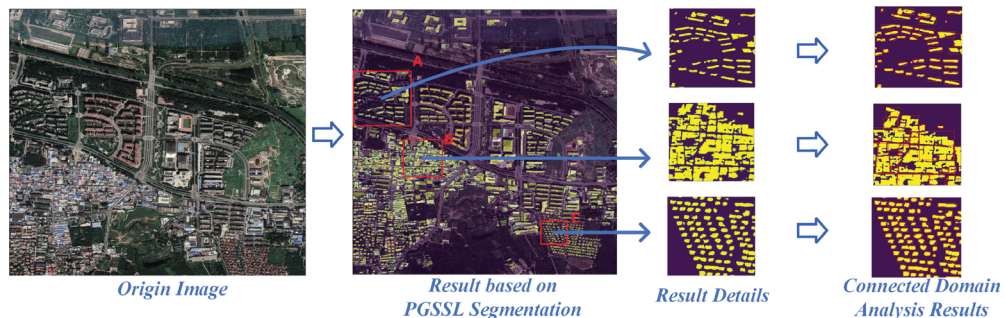 A
B
C
Origin Image
Result based on
PGSSL Segmentation
Result Details
Connected Domain
Analysis Results